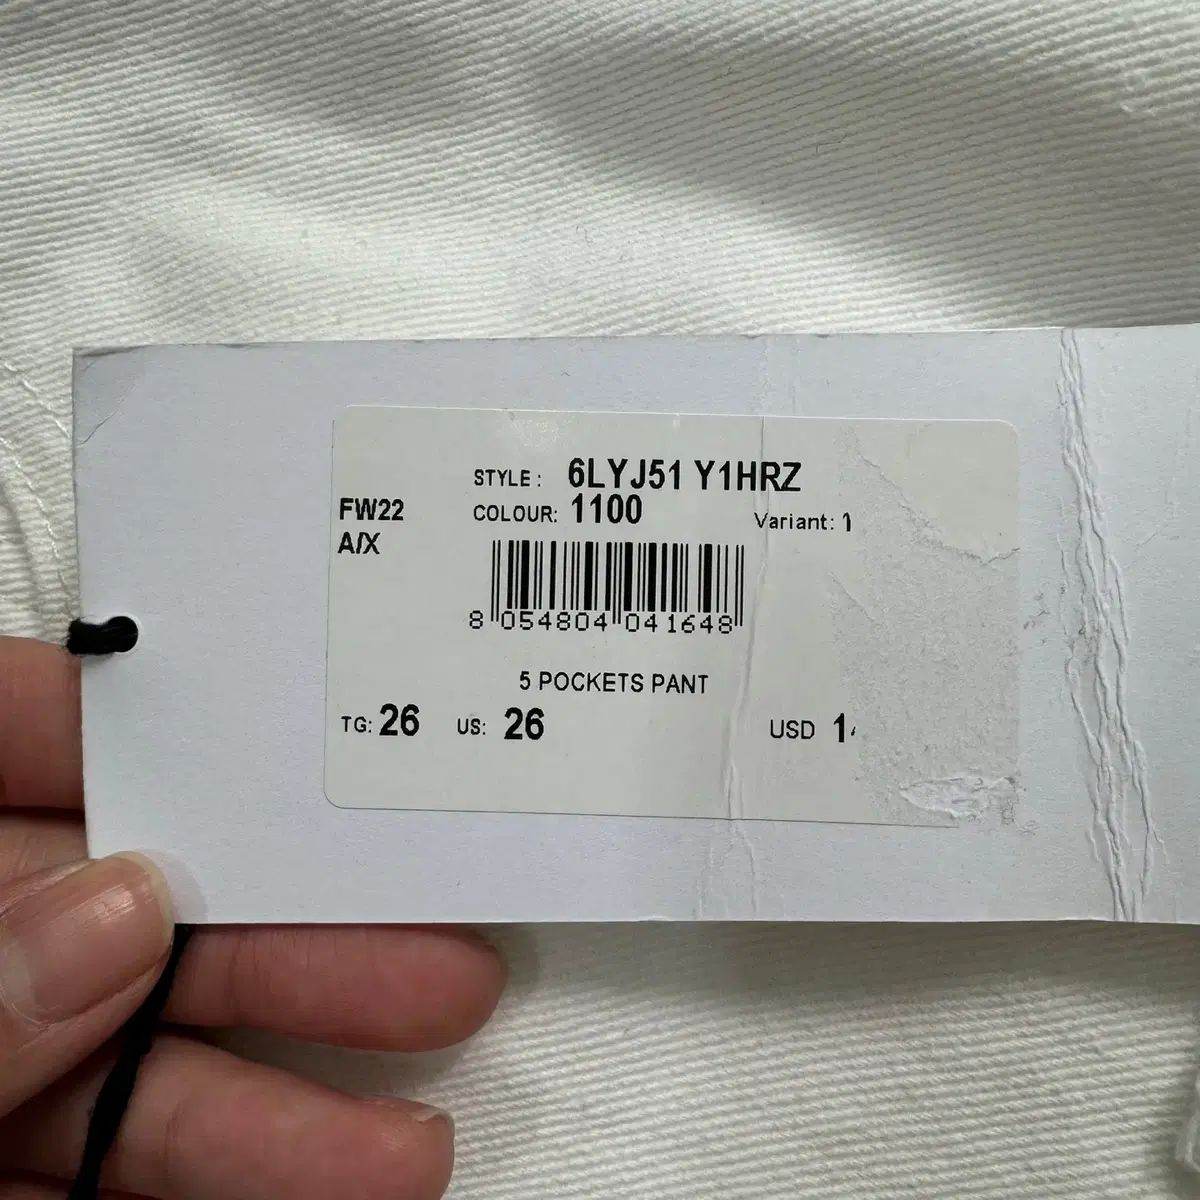 STYLE: 6LYJ51 Y1HRZ
FW22
COLOUR: 1100
Variant: 1
A/X
8 054804 041648
5 POCKETS PANT
TG: 26 US: 26 USD 1